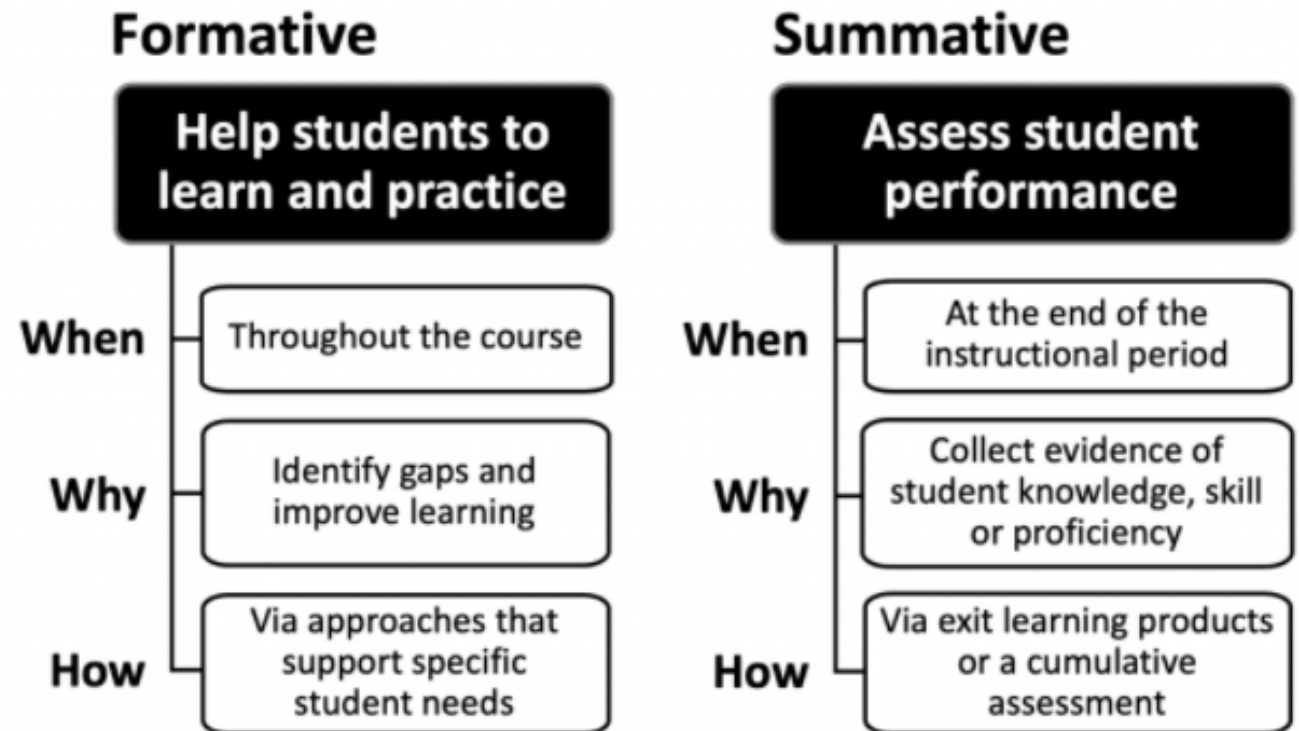 Formative
Help students to
learn and practice
When
Throughout the course
Why
Identify gaps and
improve learning
How
Via approaches that
support specific
student needs
Summative
Assess student
performance
When
At the end of the
instructional period
Why
Collect evidence of
student knowledge, skill
or proficiency
How
Via exit learning products
or a cumulative
assessment